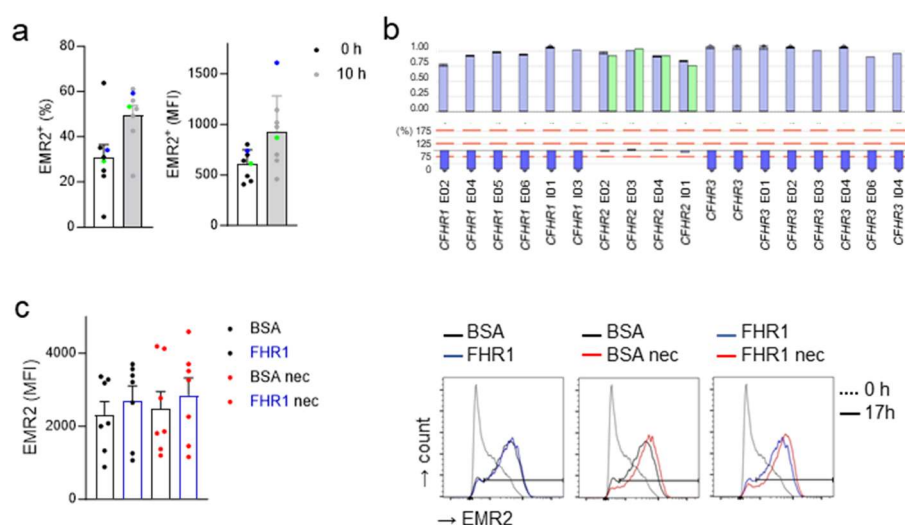 a
80
60
40
20
0
EMR2⁺ (%)
1500
1000
500
0
EMR2⁺ (MFI)
0 h
10 h
b
1.00
0.75
0.50
0.25
0.00
(%) 175
125
75
0
CFHR1 E02
CFHR1 E04
CFHR1 E05
CFHR1 E06
CFHR1 I01
CFHR1 I03
CFHR2 E02
CFHR2 E03
CFHR2 E04
CFHR2 I01
CFHR3
CFHR3
CFHR3 E01
CFHR3 E02
CFHR3 E03
CFHR3 E04
CFHR3 E06
CFHR3 I04
c
4000
2000
0
EMR2 (MFI)
BSA
FHR1
BSA nec
FHR1 nec
BSA
FHR1
BSA
BSA nec
FHR1
FHR1 nec
0 h
17h
→ count
→ EMR2